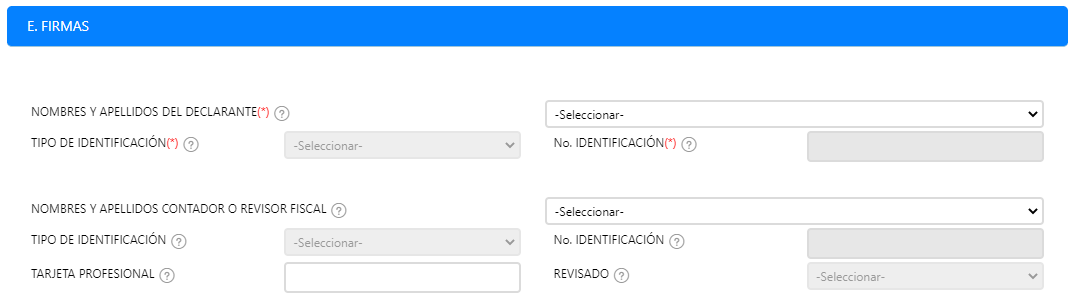 E. FIRMAS
NOMBRES Y APELLIDOS DEL DECLARANTE(*) ? -Seleccionar-
TIPO DE IDENTIFICACIÓN(*) ? -Seleccionar- No. IDENTIFICACIÓN(*) ?
NOMBRES Y APELLIDOS CONTADOR O REVISOR FISCAL ? -Seleccionar-
TIPO DE IDENTIFICACIÓN ? -Seleccionar- No. IDENTIFICACIÓN ?
TARJETA PROFESIONAL ? REVISADO ? -Seleccionar-